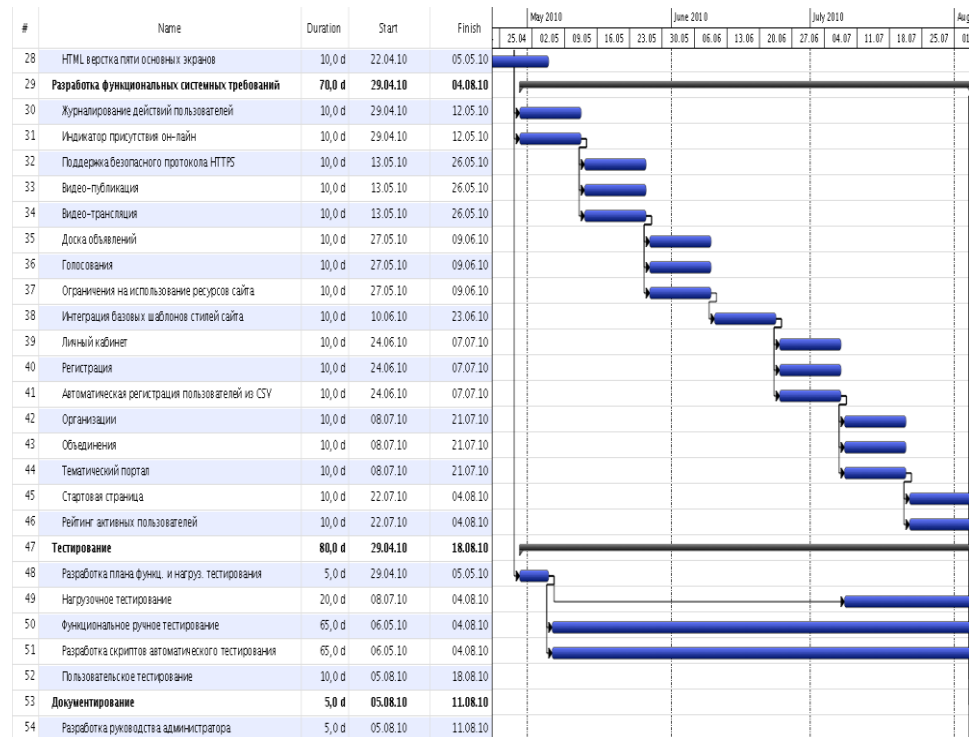 # Name Duration Start Finish
May 2010 June 2010 July 2010 Aug
25.04 02.05 09.05 16.05 23.05 30.05 06.06 13.06 20.06 27.06 04.07 11.07 18.07 25.07 01
28 HTML верстка пяти основных экранов 10,0 d 22.04.10 05.05.10
29 Разработка функциональных системных требований 70,0 d 29.04.10 04.08.10
30 Журналирование действий пользователей 10,0 d 29.04.10 12.05.10
31 Индикатор присутствия он-лайн 10,0 d 29.04.10 12.05.10
32 Поддержка безопасного протокола HTTPS 10,0 d 13.05.10 26.05.10
33 Видео-публикация 10,0 d 13.05.10 26.05.10
34 Видео-трансляция 10,0 d 13.05.10 26.05.10
35 Доска объявлений 10,0 d 27.05.10 09.06.10
36 Голосования 10,0 d 27.05.10 09.06.10
37 Ограничения на использование ресурсов сайта 10,0 d 27.05.10 09.06.10
38 Интеграция базовых шаблонов стилей сайта 10,0 d 10.06.10 23.06.10
39 Личный кабинет 10,0 d 24.06.10 07.07.10
40 Регистрация 10,0 d 24.06.10 07.07.10
41 Автоматическая регистрация пользователей из CSV 10,0 d 24.06.10 07.07.10
42 Организации 10,0 d 08.07.10 21.07.10
43 Объединения 10,0 d 08.07.10 21.07.10
44 Тематический портал 10,0 d 08.07.10 21.07.10
45 Стартовая страница 10,0 d 22.07.10 04.08.10
46 Рейтинг активных пользователей 10,0 d 22.07.10 04.08.10
47 Тестирование 80,0 d 29.04.10 18.08.10
48 Разработка плана функц. и нагруз. тестирования 5,0 d 29.04.10 05.05.10
49 Нагрузочное тестирование 20,0 d 08.07.10 04.08.10
50 Функциональное ручное тестирование 65,0 d 06.05.10 04.08.10
51 Разработка скриптов автоматического тестирования 65,0 d 06.05.10 04.08.10
52 Пользовательское тестирование 10,0 d 05.08.10 18.08.10
53 Документирование 5,0 d 05.08.10 11.08.10
54 Разработка руководства администратора 5,0 d 05.08.10 11.08.10